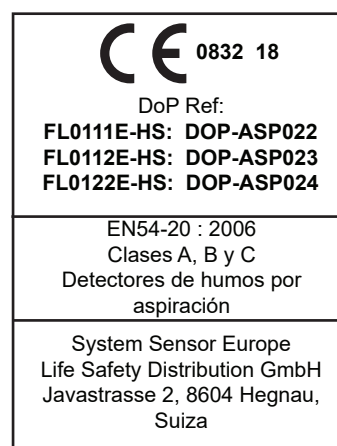 CE 0832 18
DoP Ref:
FL0111E-HS: DOP-ASP022
FL0112E-HS: DOP-ASP023
FL0122E-HS: DOP-ASP024
EN54-20 : 2006
Clases A, B y C
Detectores de humos por
aspiración
System Sensor Europe
Life Safety Distribution GmbH
Javastrasse 2, 8604 Hegnau,
Suiza